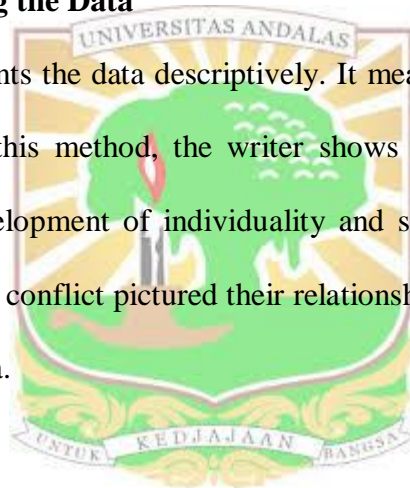 g the Data
UNIVERSITAS ANDALAS
nts the data descriptively. It mea
this method, the writer shows
elopment of individuality and s
conflict pictured their relationsh
a.
UNTUK KEDJAJAAN BANGSA